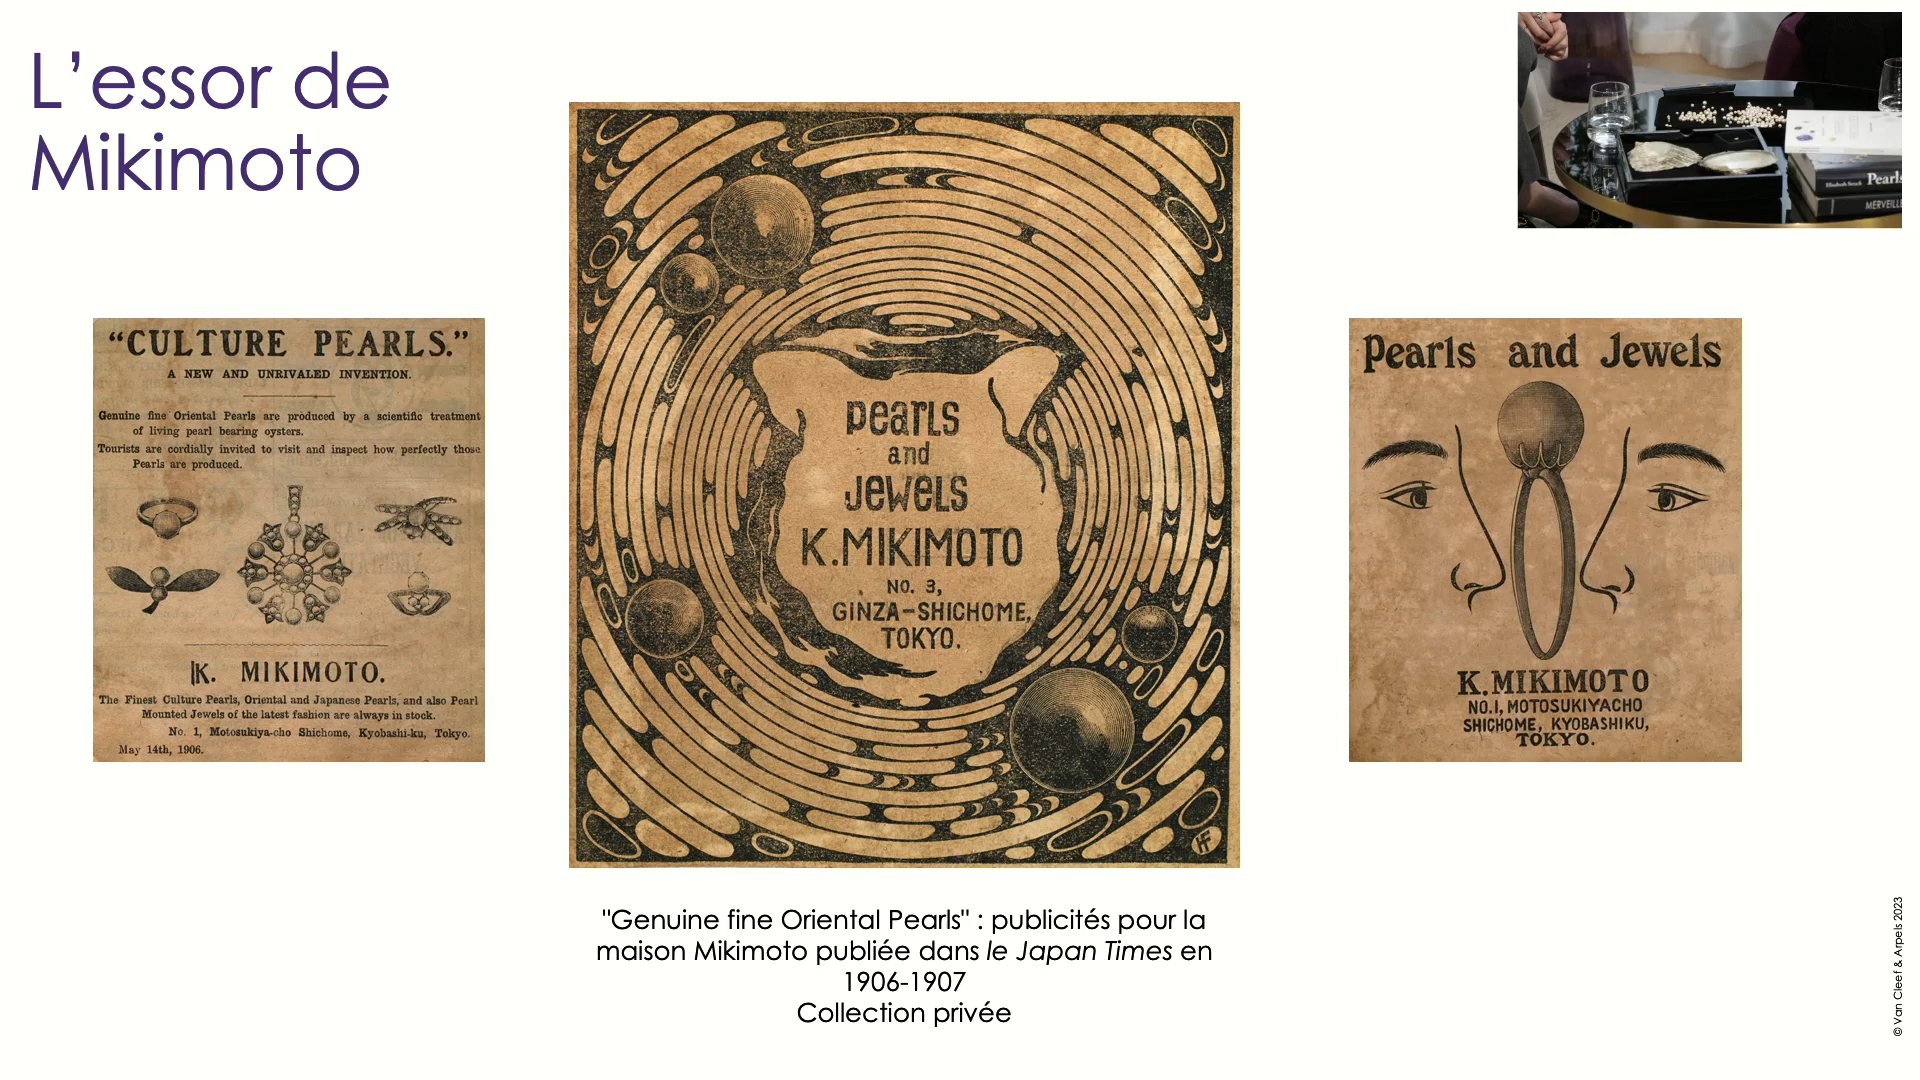 L’essor de
Mikimoto
“CULTURE PEARLS.”
A NEW AND UNRIVALED INVENTION.
Genuine fine Oriental Pearls are produced by a scientific treatment
of living pearl bearing oysters.
Tourists are cordially invited to visit and inspect how perfectly those
Pearls are produced.
K. MIKIMOTO.
The Finest Culture Pearls, Oriental and Japanese Pearls, and also Pearl
Mounted Jewels of the latest fashion are always in stock.
No. 1, Motosukiya-cho Shichome, Kyobashi-ku, Tokyo.
May 14th, 1906.
pearls
and
JEWELS
K.MIKIMOTO
NO. 3,
GINZA-SHICHOME,
TOKYO.
HF
Pearls and Jewels
K.MIKIMOTO
NO.1, MOTOSUKIYACHO
SHICHOME, KYOBASHIKU,
TOKYO.
Pearls
MERVEILLE
"Genuine fine Oriental Pearls" : publicités pour la
maison Mikimoto publiée dans le Japan Times en
1906-1907
Collection privée
© Van Cleef & Arpels 2023